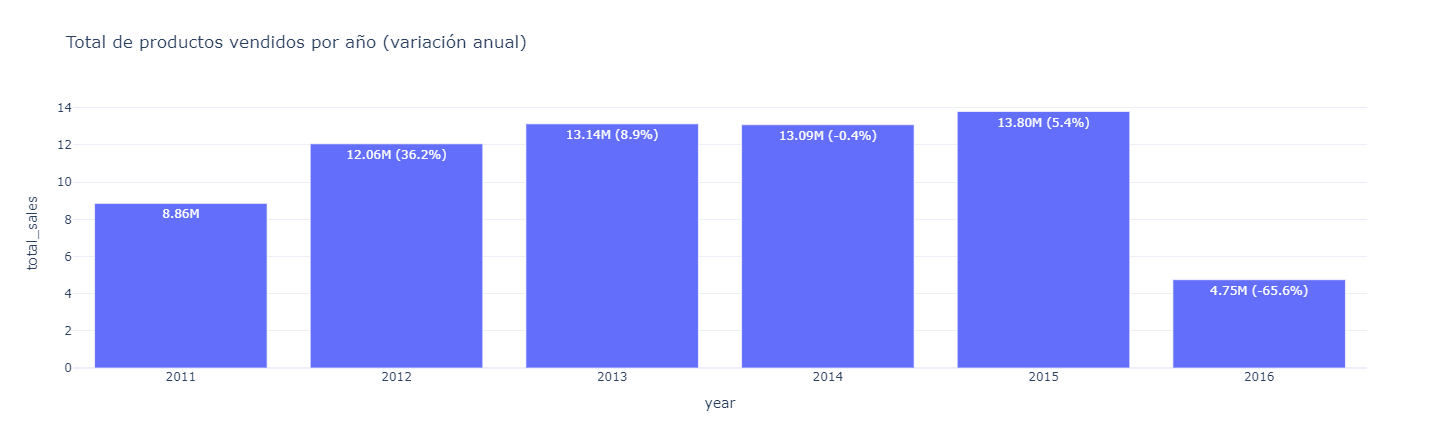 Total de productos vendidos por año (variación anual)
total_sales
14
12
10
8
6
4
2
0
8.86M
12.06M (36.2%)
13.14M (8.9%)
13.09M (-0.4%)
13.80M (5.4%)
4.75M (-65.6%)
2011 2012 2013 2014 2015 2016
year